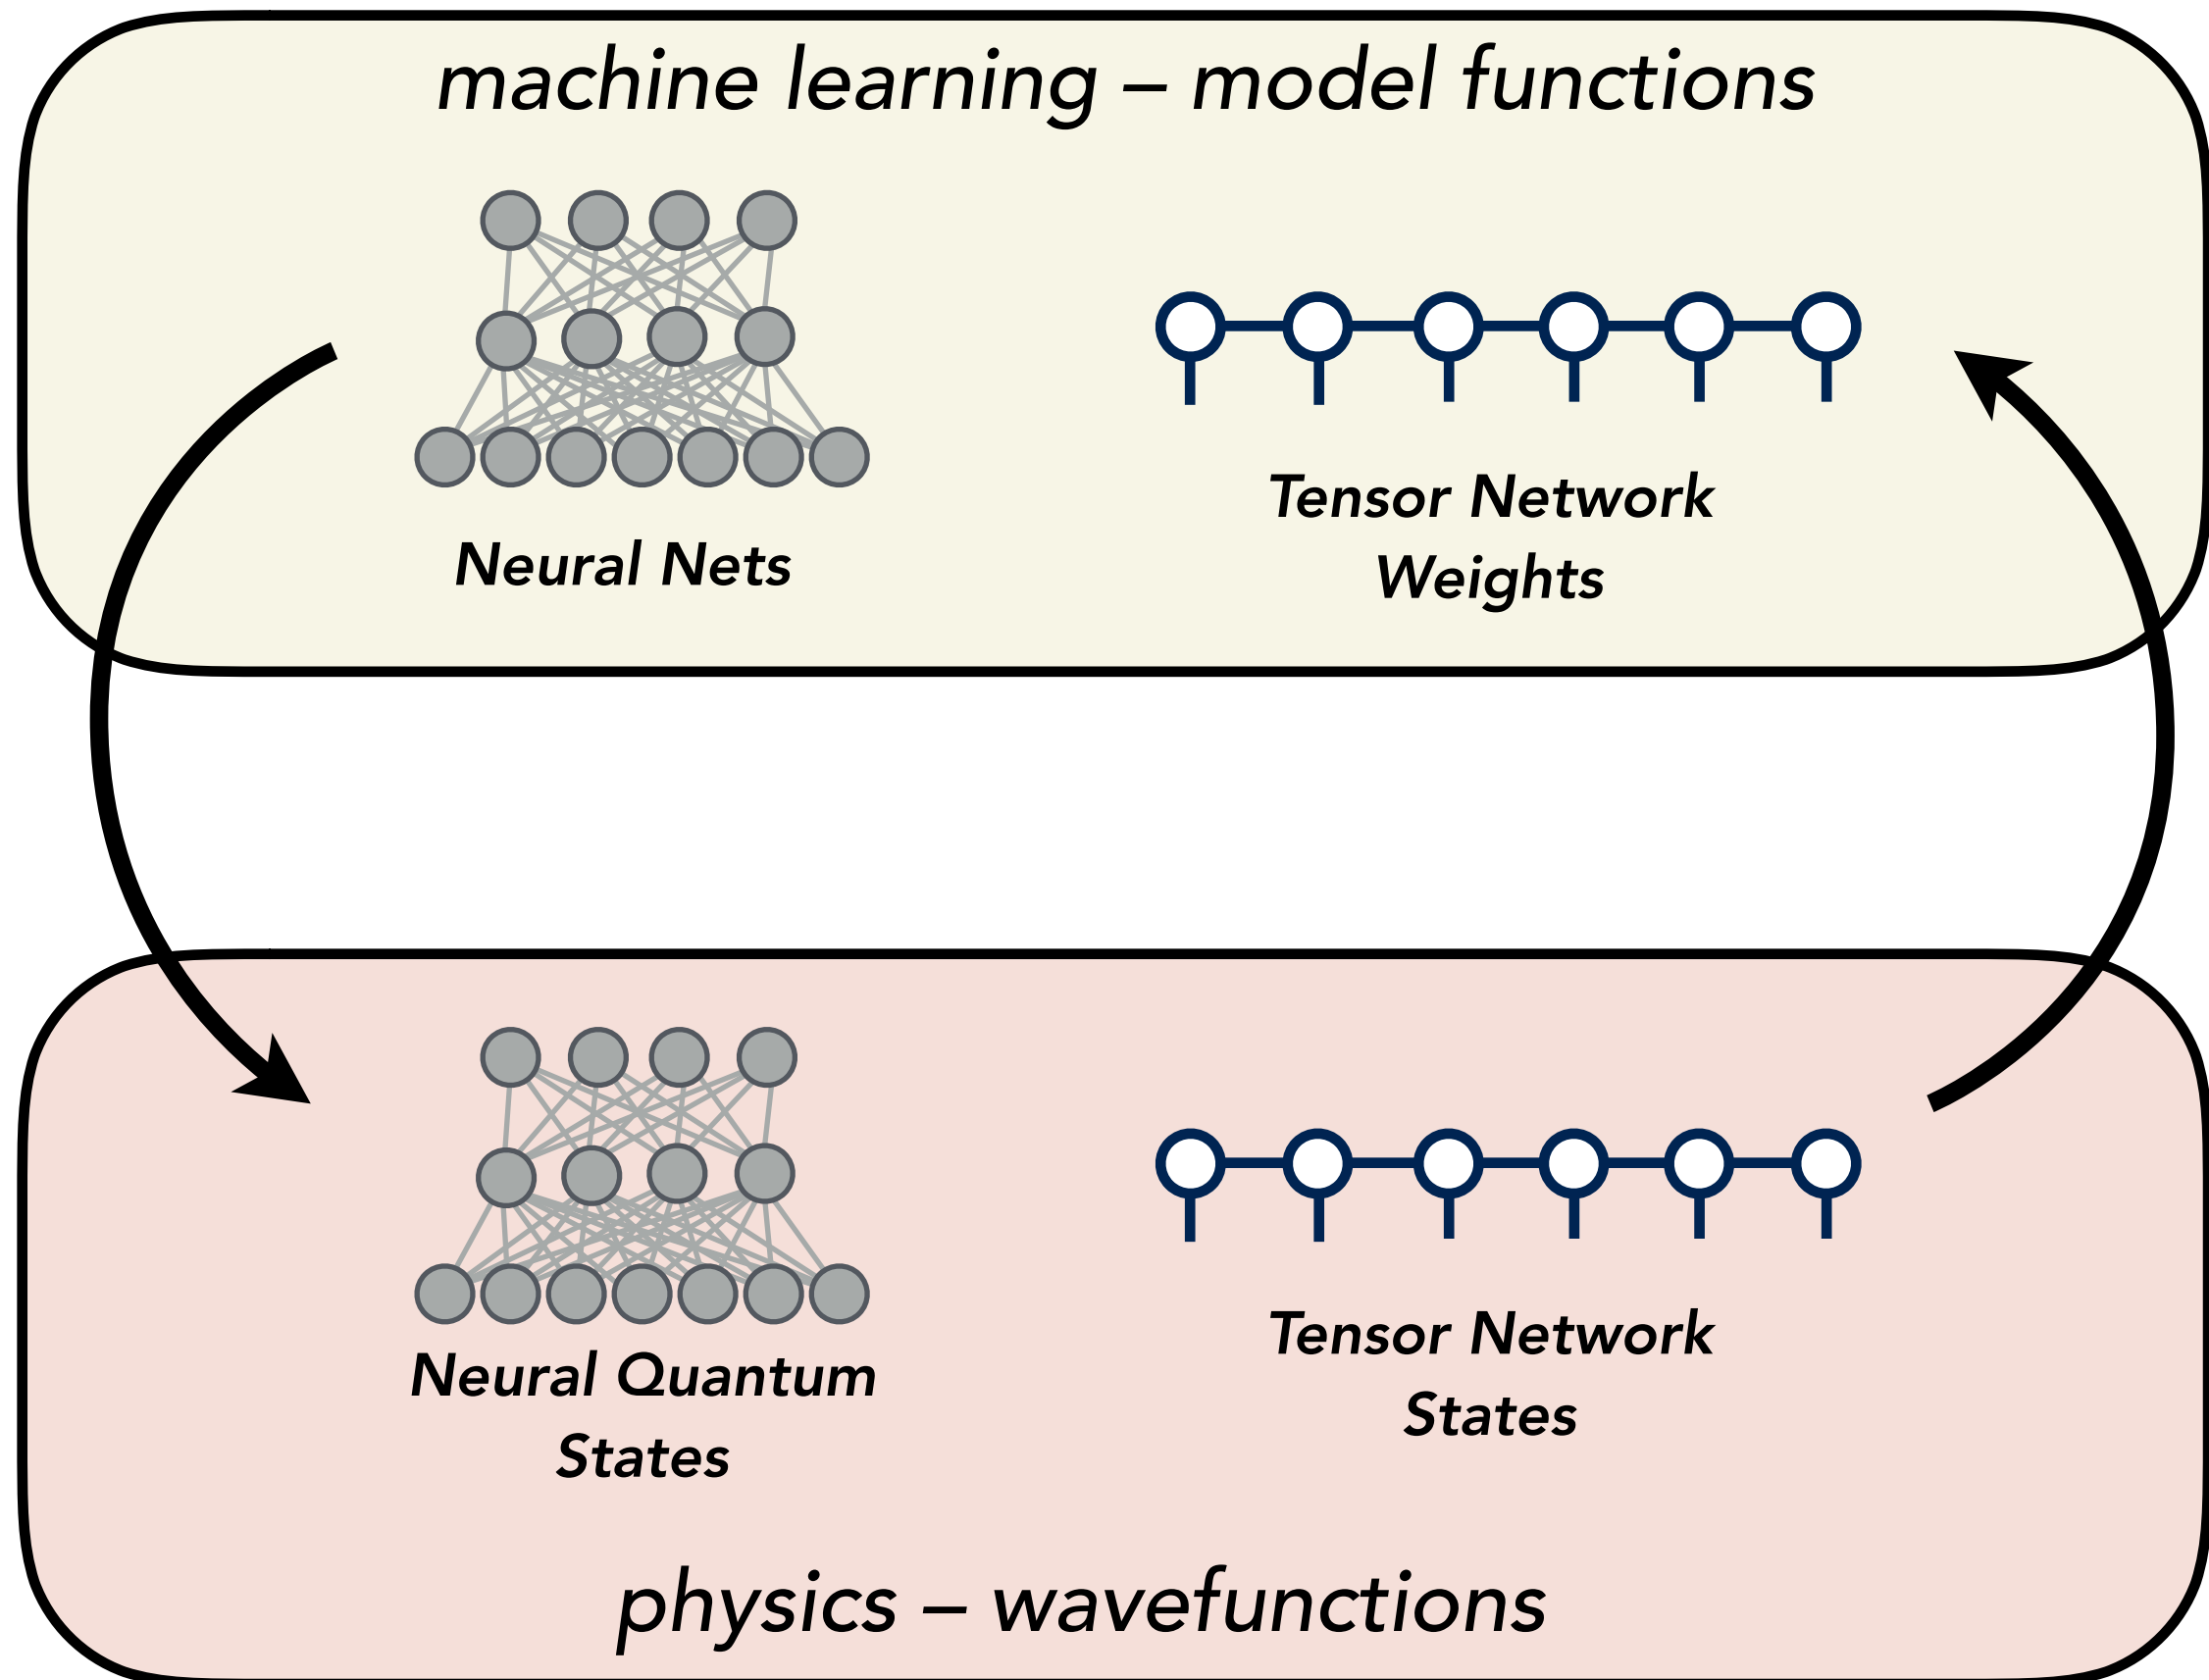 machine learning – model functions
Neural Nets
Tensor Network
Weights
Neural Quantum
States
Tensor Network
States
physics – wavefunctions